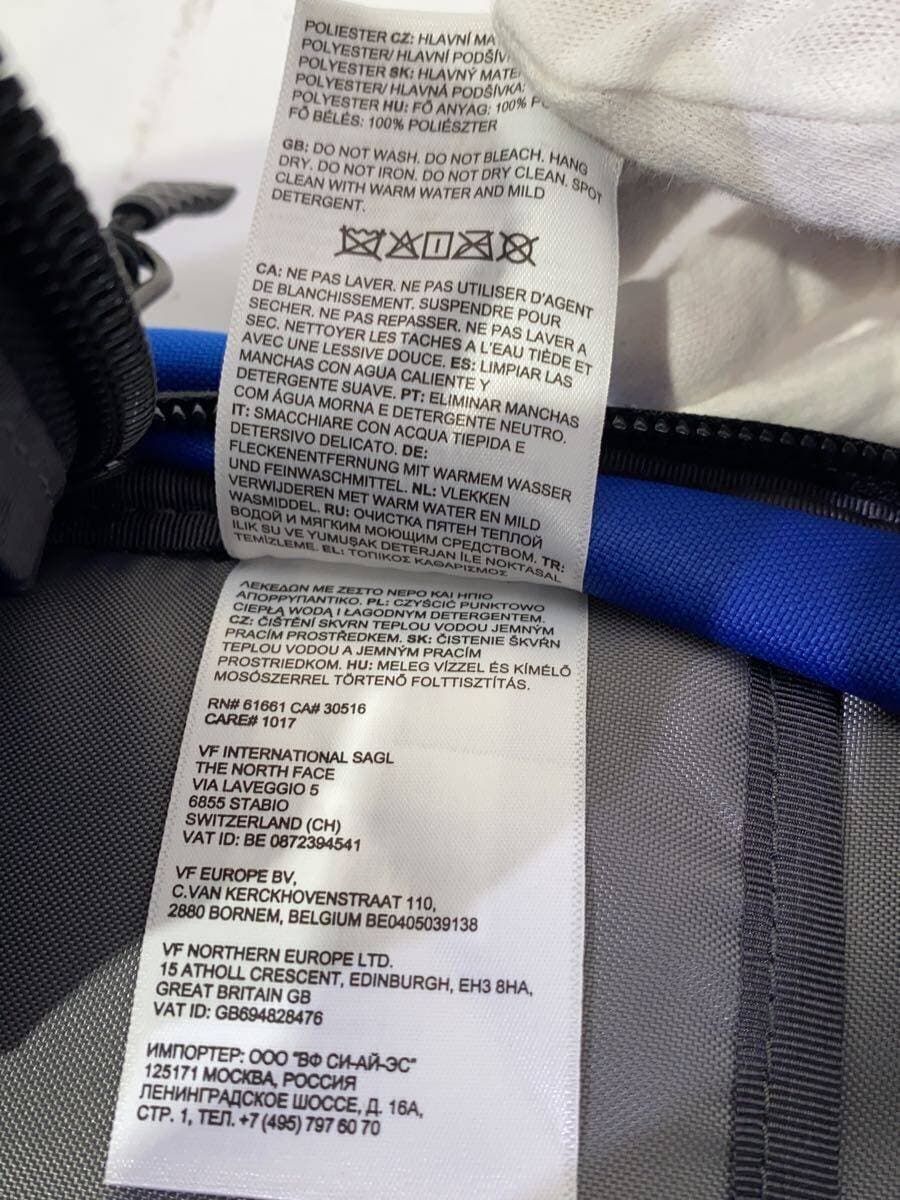 POLIESTER CZ: HLAVNÍ
POLYESTER/ HLAVNÍ
POLYESTER SK: HLAVNÝ
POLYESTER/ HLAVNÁ PODŠÍVKA:
POLYESTER HU: FŐ ANYAG: 100%
FŐ BÉLÉS: 100% POLIÉSZTER
GB: DO NOT WASH. DO NOT BLEACH. HANG
DRY. DO NOT IRON. DO NOT DRY CLEAN. SPOT
CLEAN WITH WARM WATER AND MILD
DETERGENT.
CA: NE PAS LAVER. NE PAS UTILISER D'AGENT
DE BLANCHISSEMENT. SUSPENDRE POUR
SECHER. NE PAS REPASSER. NE PAS LAVER A
SEC. NETTOYER LES TACHES A L'EAU TIÈDE ET
AVEC UNE LESSIVE DOUCE. ES: LIMPIAR LAS
MANCHAS CON AGUA CALIENTE Y
DETERGENTE SUAVE. PT: ELIMINAR MANCHAS
COM ÁGUA MORNA E DETERGENTE NEUTRO.
IT: SMACCHIARE CON ACQUA TIEPIDA E
DETERSIVO DELICATO. DE:
FLECKENENTFERNUNG MIT WARMEM WASSER
UND FEINWASCHMITTEL. NL: VLEKKEN
VERWIJDEREN MET WARM WATER EN MILD
WASMIDDEL. RU: ОЧИСТКА ПЯТЕН ТЕПЛОЙ
ВОДОЙ И МЯГКИМ МОЮЩИМ СРЕДСТВОМ. TR:
ILIK SU VE YUMUŞAK DETERJAN İLE NOKTASAL
TEMİZLEME. EL: ΤΟΠΙΚΟΣ ΚΑΘΑΡΙΣΜΟΣ
ΛΕΚΕΔΩΝ ΜΕ ΖΕΣΤΟ ΝΕΡΟ ΚΑΙ ΗΠΙΟ
ΑΠΟΡΡΥΠΑΝΤΙΚΟ. PL: CZYŚCIĆ PUNKTOWO
CIEPŁĄ WODĄ I ŁAGODNYM DETERGENTEM.
CZ: ČIŠTĚNÍ SKVRN TEPLOU VODOU JEMNÝM
PRACÍM PROSTŘEDKEM. SK: ČISTENIE ŠKVŔN
TEPLOU VODOU A JEMNÝM PRACÍM
PROSTRIEDKOM. HU: MELEG VÍZZEL ÉS KÍMÉLŐ
MOSÓSZERREL TÖRTENŐ FOLTTISZTÍTÁS.
RN# 61661 CA# 30516
CARE# 1017
VF INTERNATIONAL SAGL
THE NORTH FACE
VIA LAVEGGIO 5
6855 STABIO
SWITZERLAND (CH)
VAT ID: BE 0872394541
VF EUROPE BV,
C.VAN KERCKHOVENSTRAAT 110,
2880 BORNEM, BELGIUM BE0405039138
VF NORTHERN EUROPE LTD.
15 ATHOLL CRESCENT, EDINBURGH, EH3 8HA,
GREAT BRITAIN GB
VAT ID: GB694828476
ИМПОРТЕР: ООО "ВФ СИ-АЙ-ЭС"
125171 МОСКВА, РОССИЯ
ЛЕНИНГРАДСКОЕ ШОССЕ, Д. 16А,
СТР. 1, ТЕЛ. +7 (495) 797 60 70